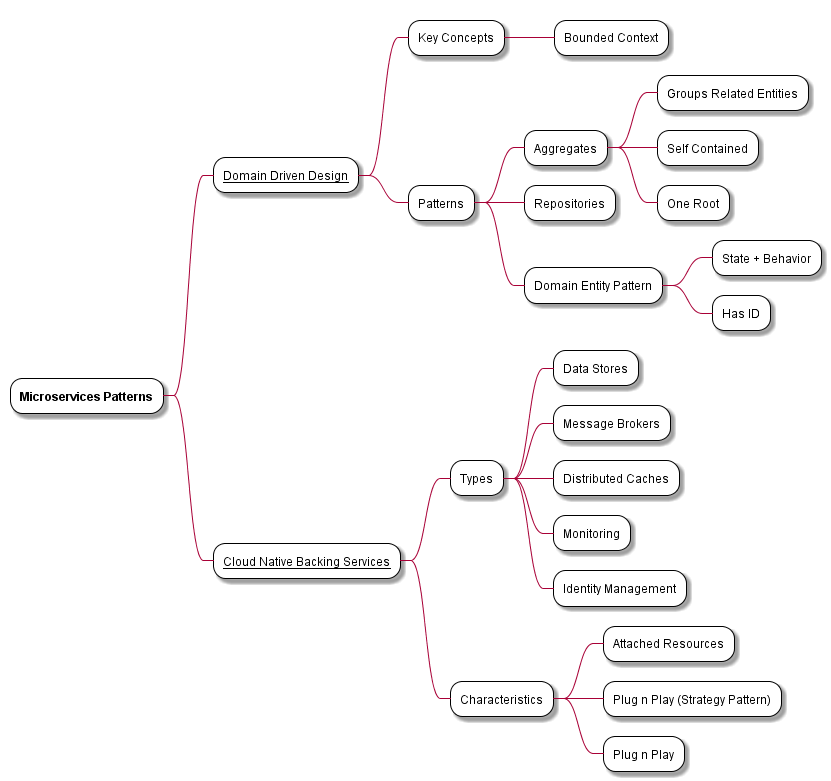 Microservices Patterns
Domain Driven Design
Key Concepts
Bounded Context
Patterns
Aggregates
Groups Related Entities
Self Contained
One Root
Repositories
Domain Entity Pattern
State + Behavior
Has ID
Cloud Native Backing Services
Types
Data Stores
Message Brokers
Distributed Caches
Monitoring
Identity Management
Characteristics
Attached Resources
Plug n Play (Strategy Pattern)
Plug n Play